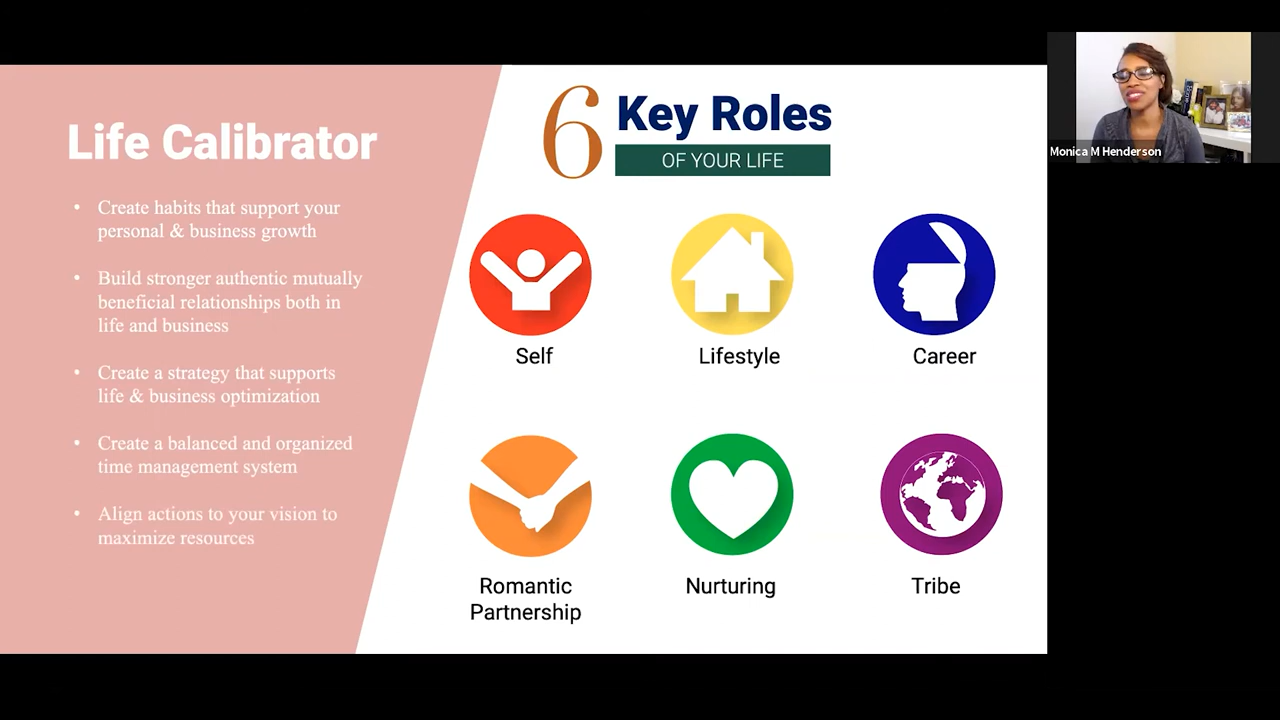 Life Calibrator
• Create habits that support your
personal & business growth
• Build stronger authentic mutually
beneficial relationships both in
life and business
• Create a strategy that supports
life & business optimization
• Create a balanced and organized
time management system
• Align actions to your vision to
maximize resources
6 Key Roles
OF YOUR LIFE
Self
Lifestyle
Career
Romantic
Partnership
Nurturing
Tribe
Monica M Henderson